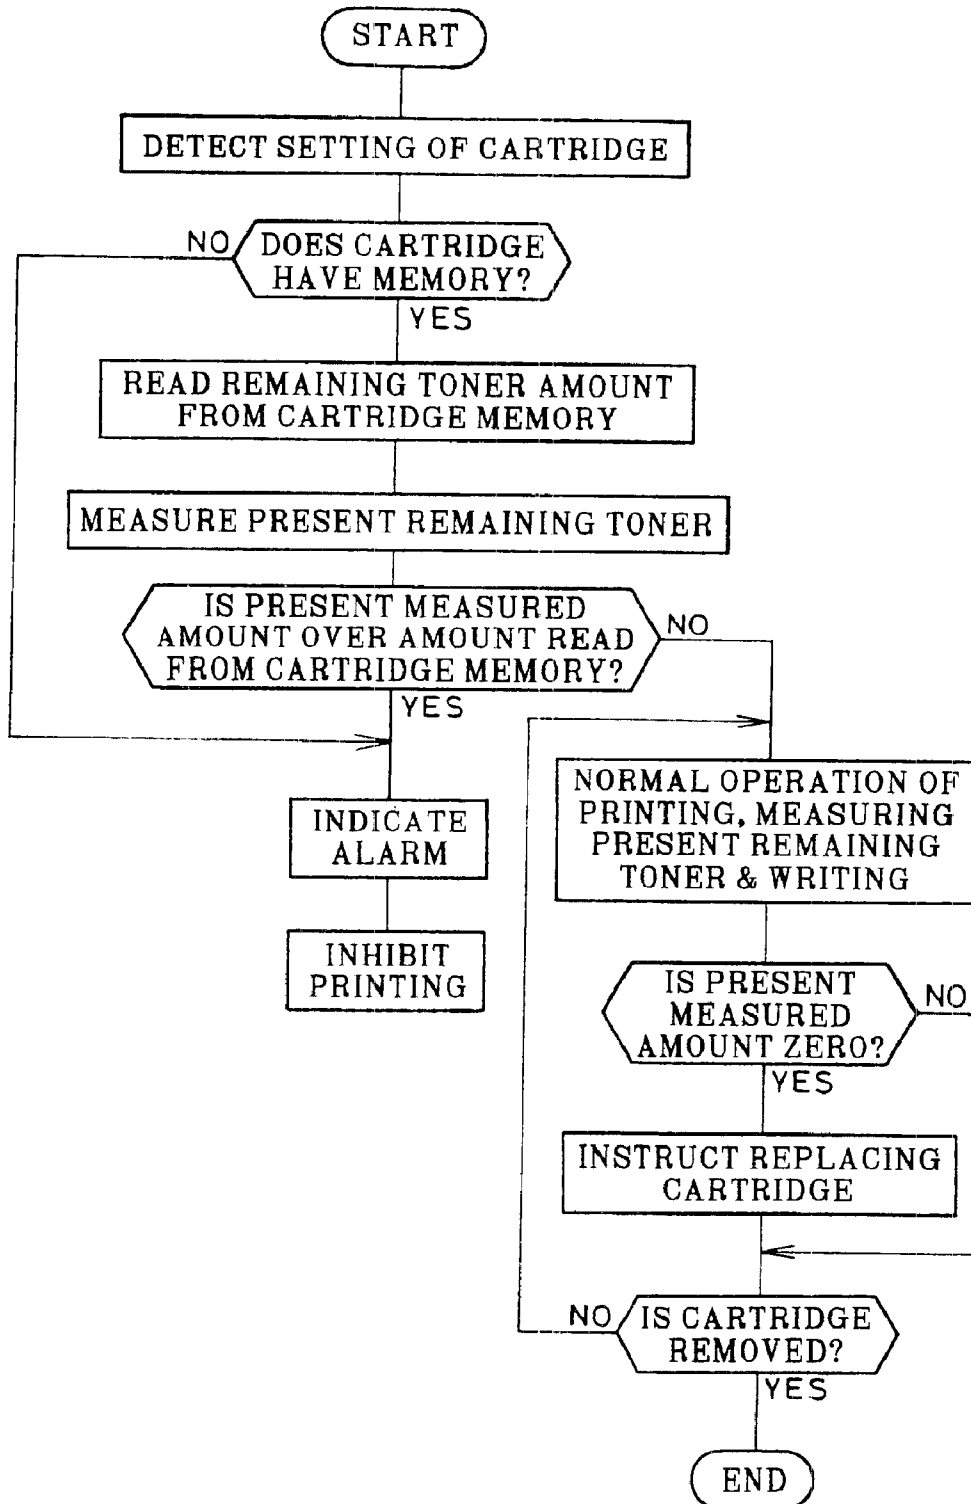 START
DETECT SETTING OF CARTRIDGE
NO
DOES CARTRIDGE
HAVE MEMORY?
YES
READ REMAINING TONER AMOUNT
FROM CARTRIDGE MEMORY
MEASURE PRESENT REMAINING TONER
IS PRESENT MEASURED
AMOUNT OVER AMOUNT READ
FROM CARTRIDGE MEMORY?
NO
YES
INDICATE
ALARM
INHIBIT
PRINTING
NORMAL OPERATION OF
PRINTING, MEASURING
PRESENT REMAINING
TONER & WRITING
IS PRESENT
MEASURED
AMOUNT ZERO?
NO
YES
INSTRUCT REPLACING
CARTRIDGE
NO
IS CARTRIDGE
REMOVED?
YES
END